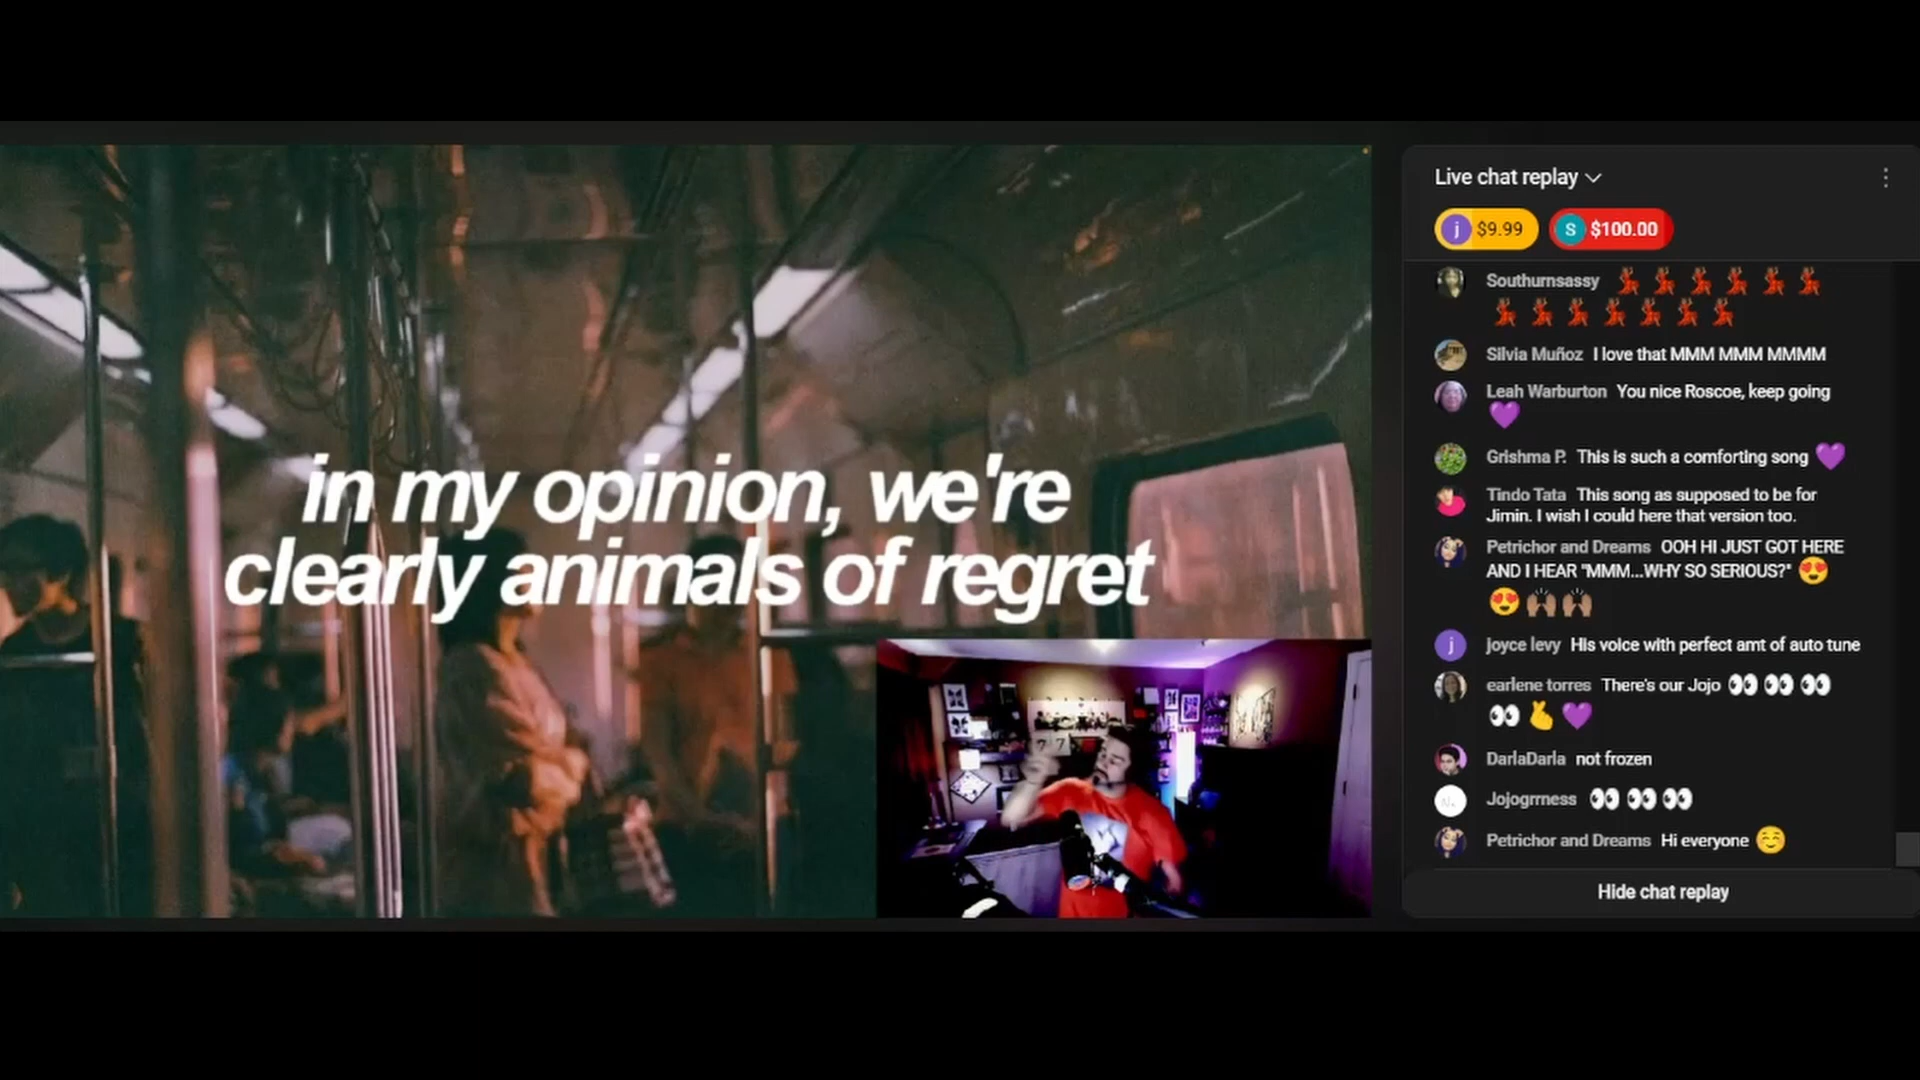 in my opinion, we're
clearly animals of regret
Live chat replay
$9.99 $100.00
Southurnsassy
Silvia Muñoz I love that MMM MMM MMMM
Leah Warburton You nice Roscoe, keep going
Grishma P. This is such a comforting song
Tindo Tata This song as supposed to be for
Jimin. I wish I could here that version too.
Petrichor and Dreams OOH HI JUST GOT HERE
AND I HEAR "MMM...WHY SO SERIOUS?"
joyce levy HIs voice with perfect amt of auto tune
earlene torres There's our Jojo
DarlaDarla not frozen
Jojogrrness
Petrichor and Dreams Hi everyone
Hide chat replay